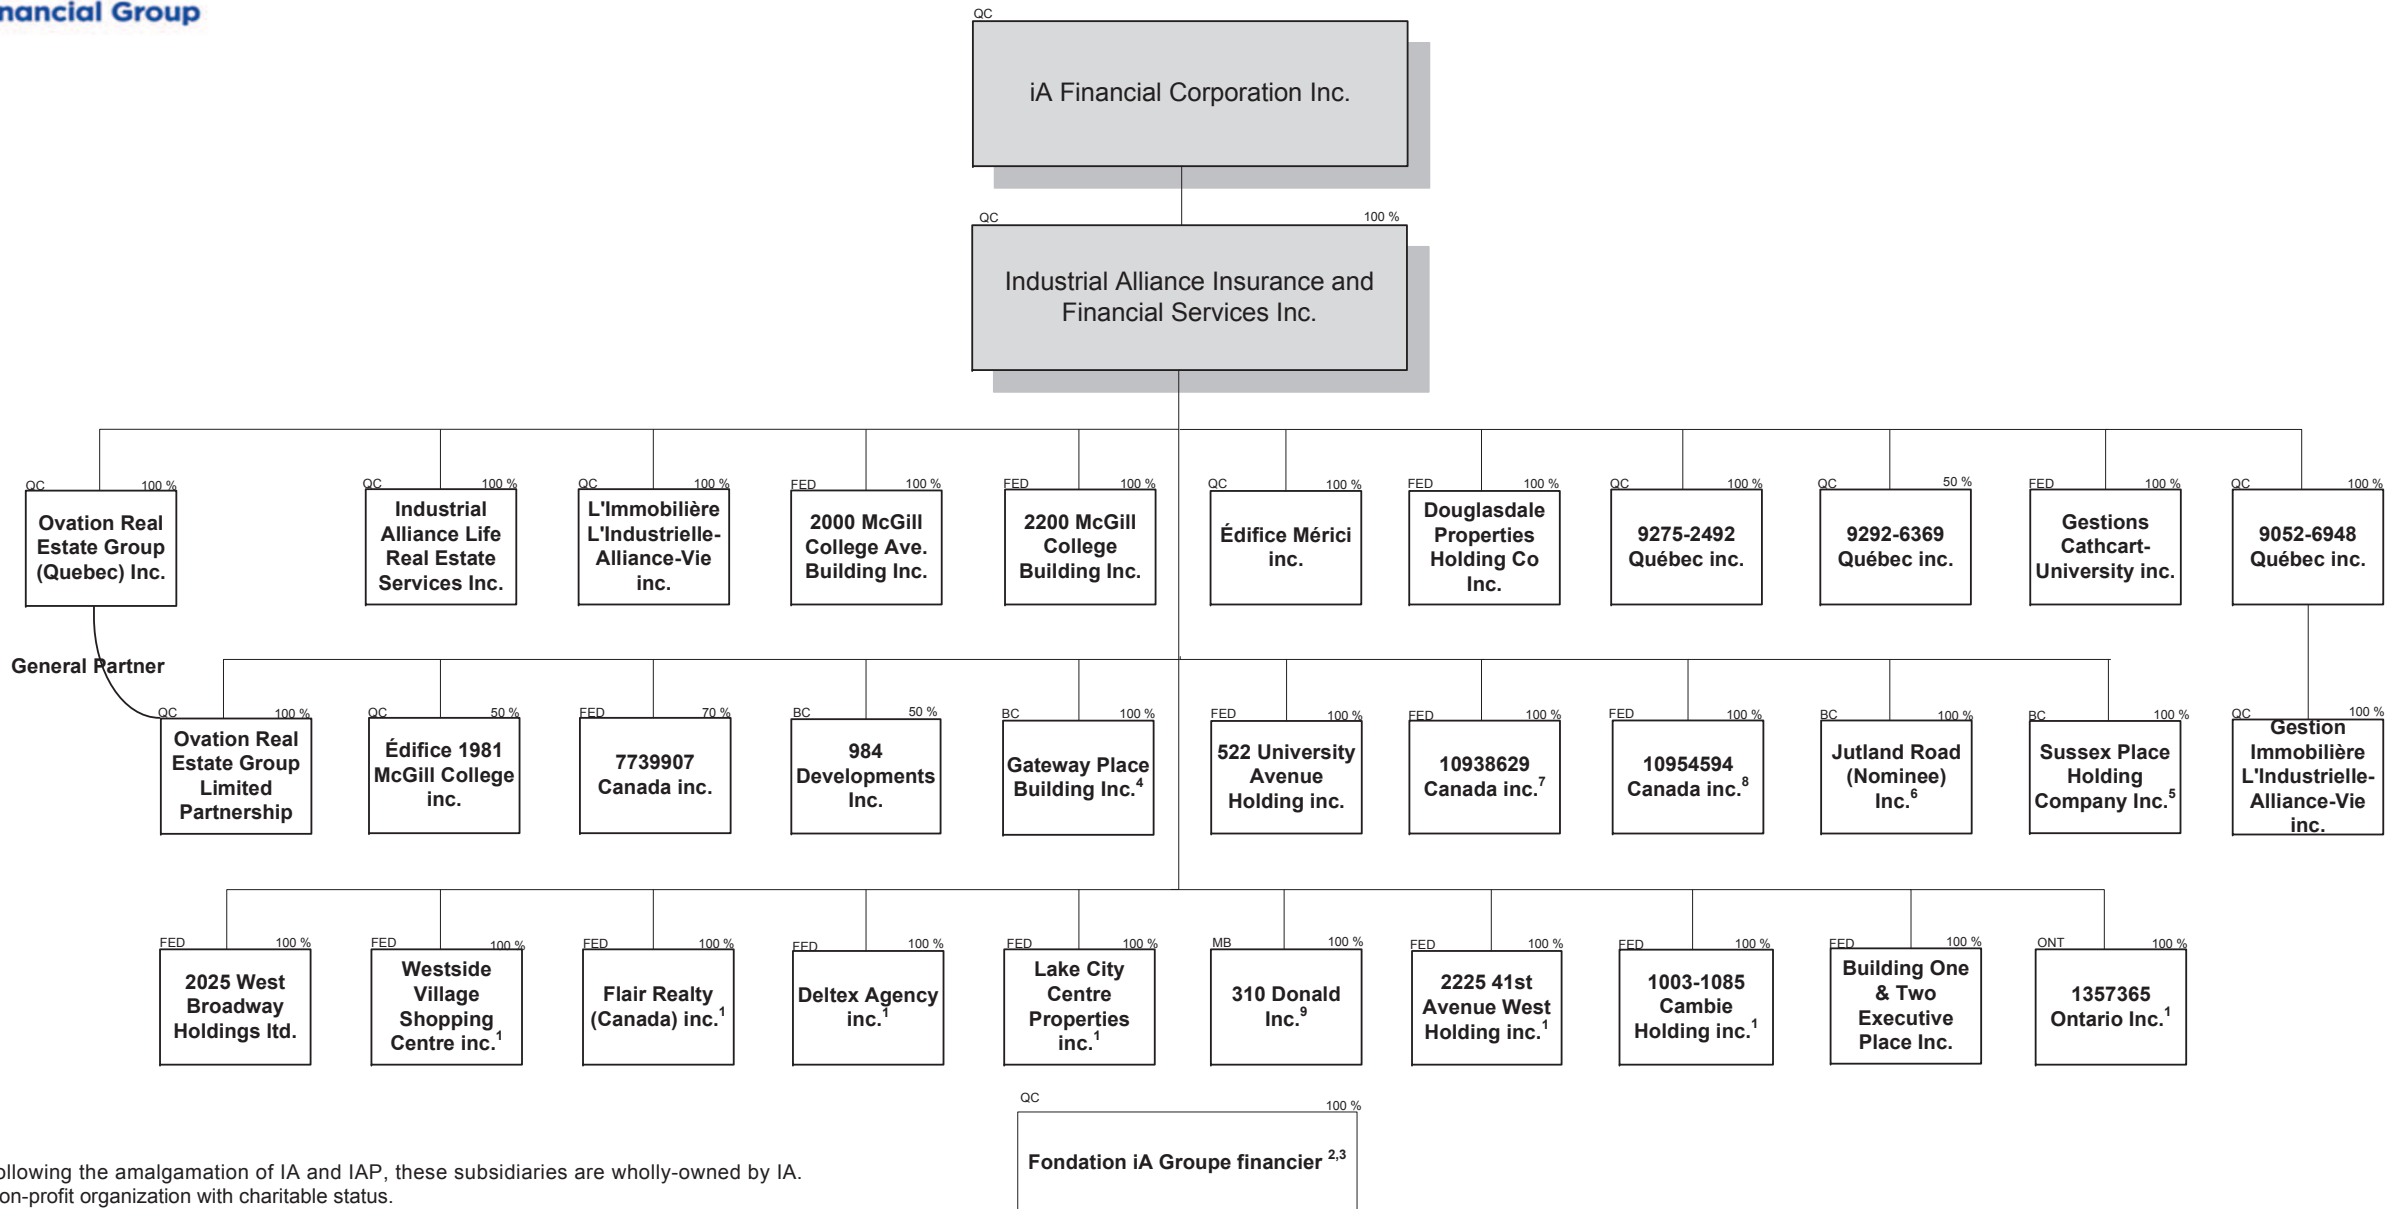 nancial Group
QC
iA Financial Corporation Inc.
QC 100 %
Industrial Alliance Insurance and
Financial Services Inc.
QC 100 %
Ovation Real
Estate Group
(Quebec) Inc.
QC 100 %
Industrial
Alliance Life
Real Estate
Services Inc.
QC 100 %
L'Immobilière
L'Industrielle-
Alliance-Vie
inc.
FED 100 %
2000 McGill
College Ave.
Building Inc.
FED 100 %
2200 McGill
College
Building Inc.
QC 100 %
Édifice Mérici
inc.
FED 100 %
Douglasdale
Properties
Holding Co
Inc.
QC 100 %
9275-2492
Québec inc.
QC 50 %
9292-6369
Québec inc.
FED 100 %
Gestions
Cathcart-
University inc.
QC 100 %
9052-6948
Québec inc.
General Partner
QC 100 %
Ovation Real
Estate Group
Limited
Partnership
QC 50 %
Édifice 1981
McGill College
inc.
FED 70 %
7739907
Canada inc.
BC 50 %
984
Developments
Inc.
BC 100 %
Gateway Place
Building Inc.4
FED 100 %
522 University
Avenue
Holding inc.
FED 100 %
10938629
Canada inc.7
FED 100 %
10954594
Canada inc.8
BC 100 %
Jutland Road
(Nominee)
Inc.6
BC 100 %
Sussex Place
Holding
Company Inc.5
QC 100 %
Gestion
Immobilière
L'Industrielle-
Alliance-Vie
inc.
FED 100 %
2025 West
Broadway
Holdings ltd.
FED 100 %
Westside
Village
Shopping
Centre inc.1
FED 100 %
Flair Realty
(Canada) inc.1
FED 100 %
Deltex Agency
inc.1
FED 100 %
Lake City
Centre
Properties
inc.1
MB 100 %
310 Donald
Inc.9
FED 100 %
2225 41st
Avenue West
Holding inc.1
FED 100 %
1003-1085
Cambie
Holding inc.1
FED 100 %
Building One
& Two
Executive
Place Inc.
ONT 100 %
1357365
Ontario Inc.1
QC 100 %
Fondation iA Groupe financier 2,3
ollowing the amalgamation of IA and IAP, these subsidiaries are wholly-owned by IA.
on-profit organization with charitable status.